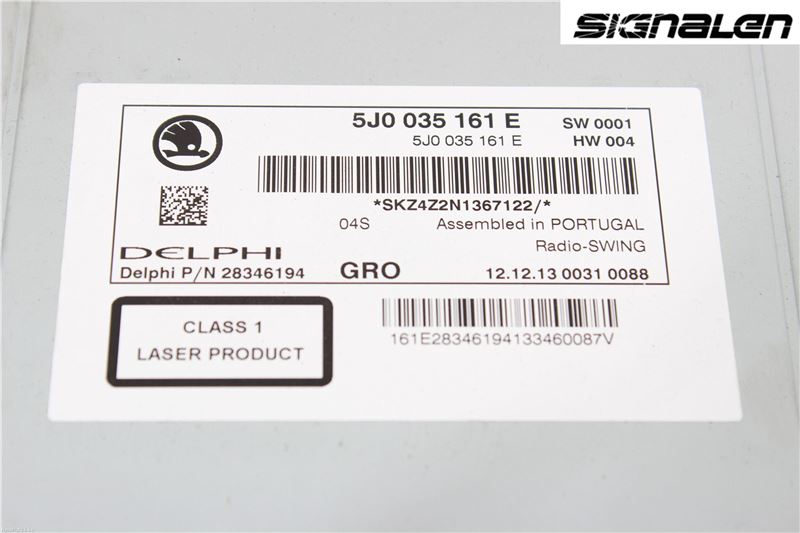 SIGNALEN
5J0 035 161 E SW 0001
5J0 035 161 E HW 004
*SKZ4Z2N1367122/*
04S Assembled in PORTUGAL
Radio-SWING
DELPHI
Delphi P/N 28346194 GRO 12.12.13 0031 0088
CLASS 1
LASER PRODUCT
161E28346194133460087V